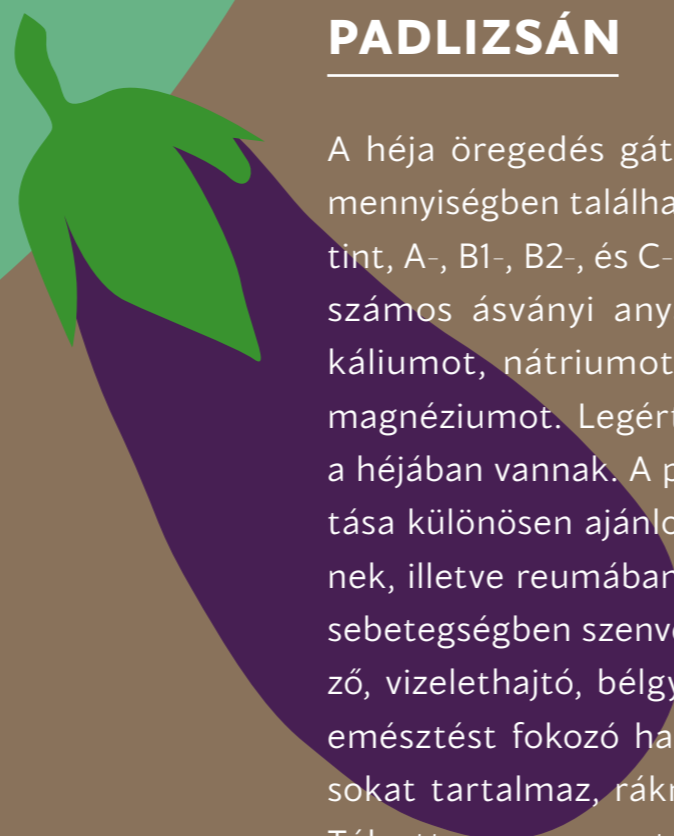 PADLIZSÁN
A héja öregedés gát
mennyiségben találha
tint, A-, B1-, B2-, és C-
számos ásványi any
káliumot, nátriumot
magnéziumot. Legért
a héjában vannak. A p
tása különösen ajánlo
nek, illetve reumában
sebetegségben szenve
ző, vizelethajtó, bélgy
emésztést fokozó ha
sokat tartalmaz, rákm